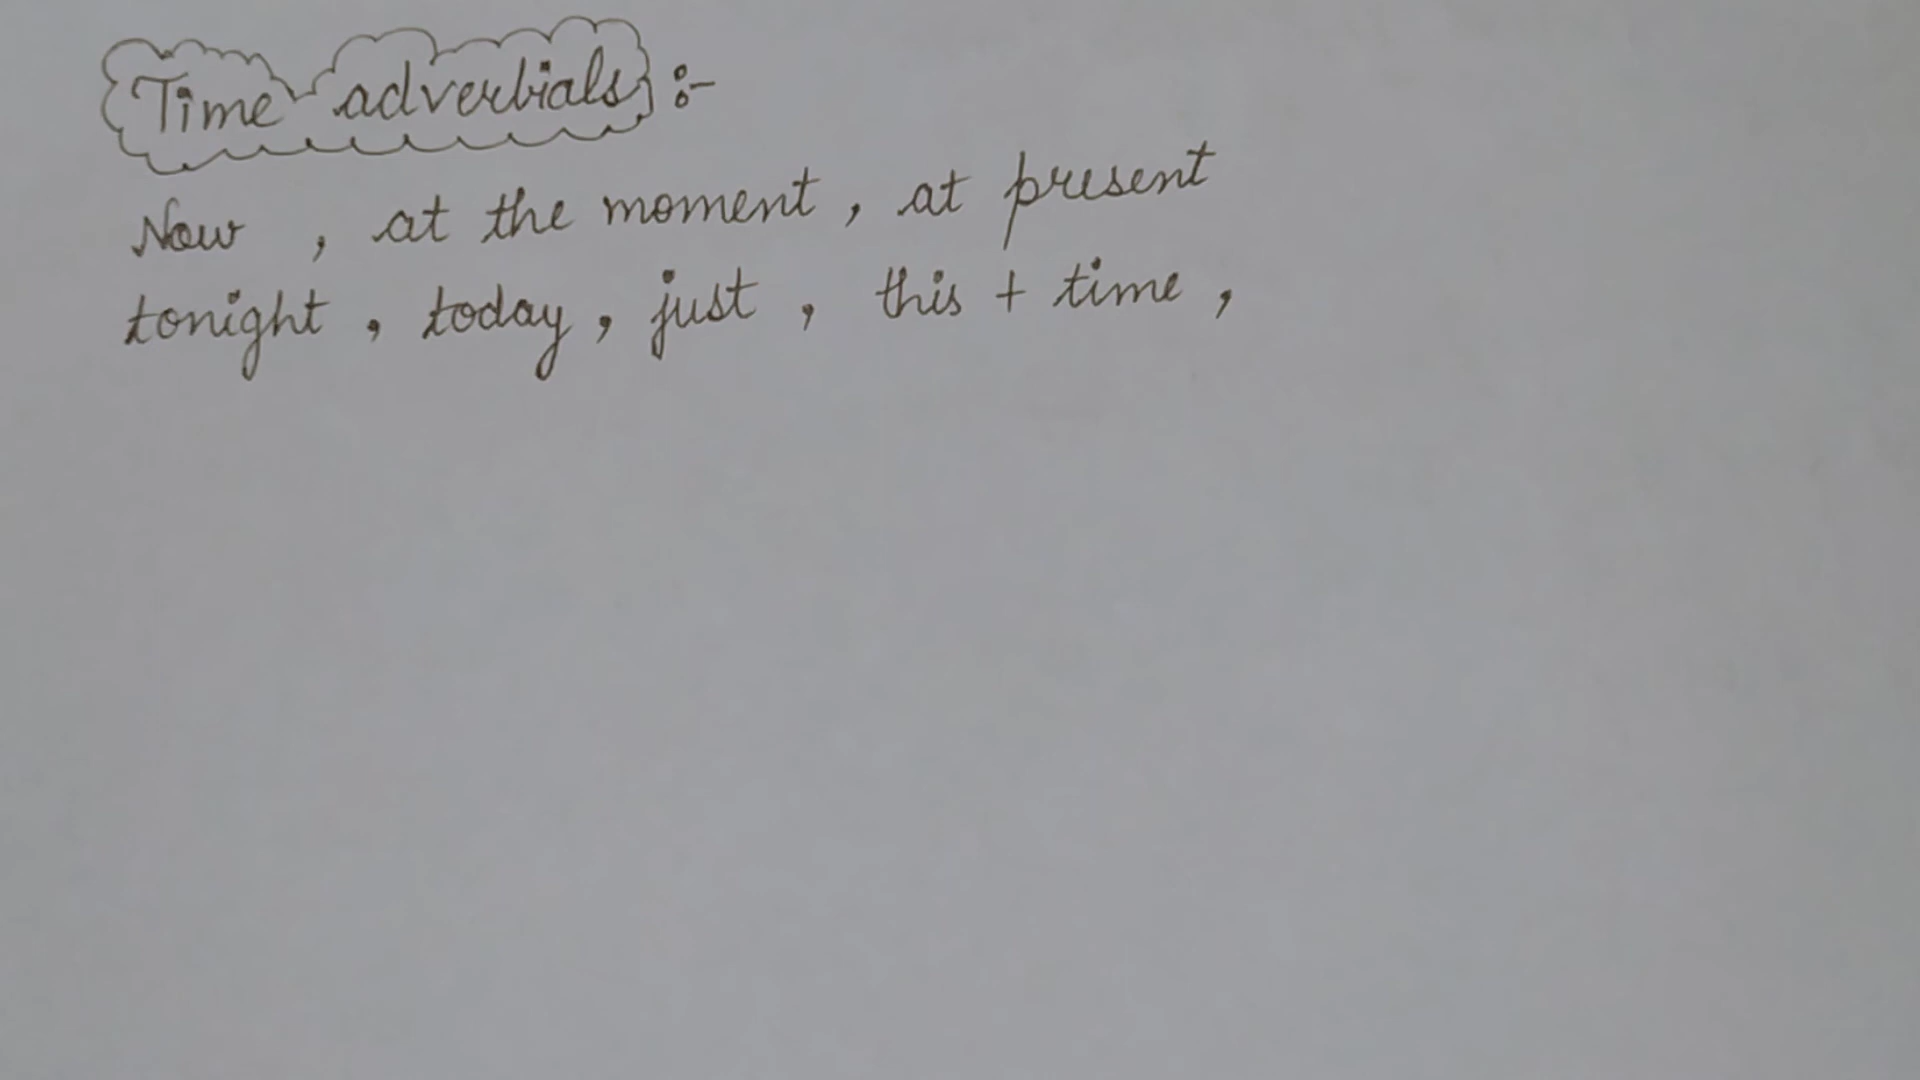 Time adverbials :-
Now , at the moment , at present
tonight , today , just , this + time ,